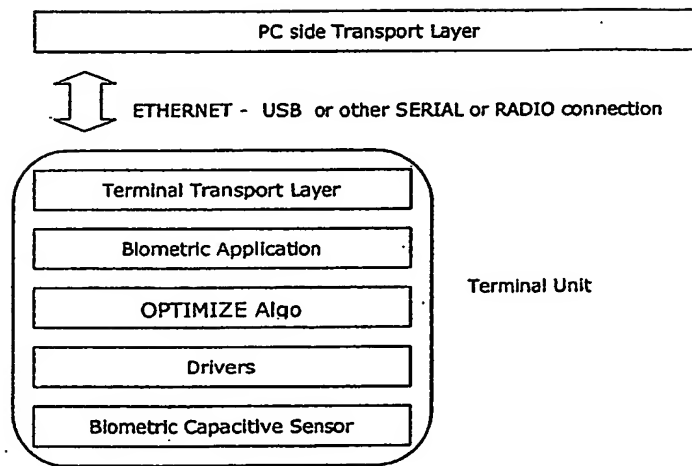 PC side Transport Layer
ETHERNET - USB or other SERIAL or RADIO connection
Terminal Transport Layer
Biometric Application
OPTIMIZE Algo
Terminal Unit
Drivers
Biometric Capacitive Sensor